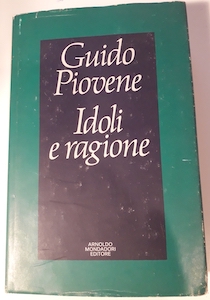 Guido
Piovene
Idoli
e ragione
ARNOLDO
MONDADORI
EDITORE